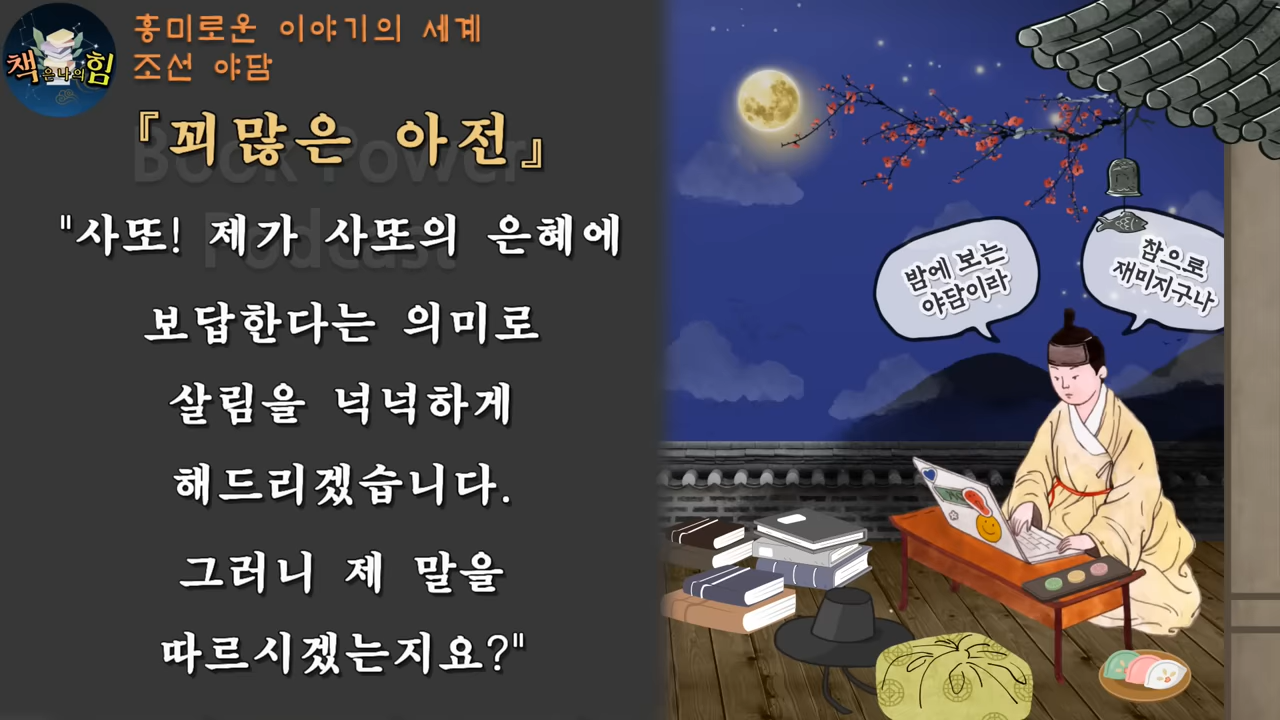 책은 나의 힘
흥미로운 이야기의 세계
조선 야담
『꾀많은 아전』
Book Power
Podcast
"사또! 제가 사또의 은혜에
보답한다는 의미로
살림을 넉넉하게
해드리겠습니다.
그러니 제 말을
따르시겠는지요?"
밤에 보는
야담이라
참으로
재미지구나